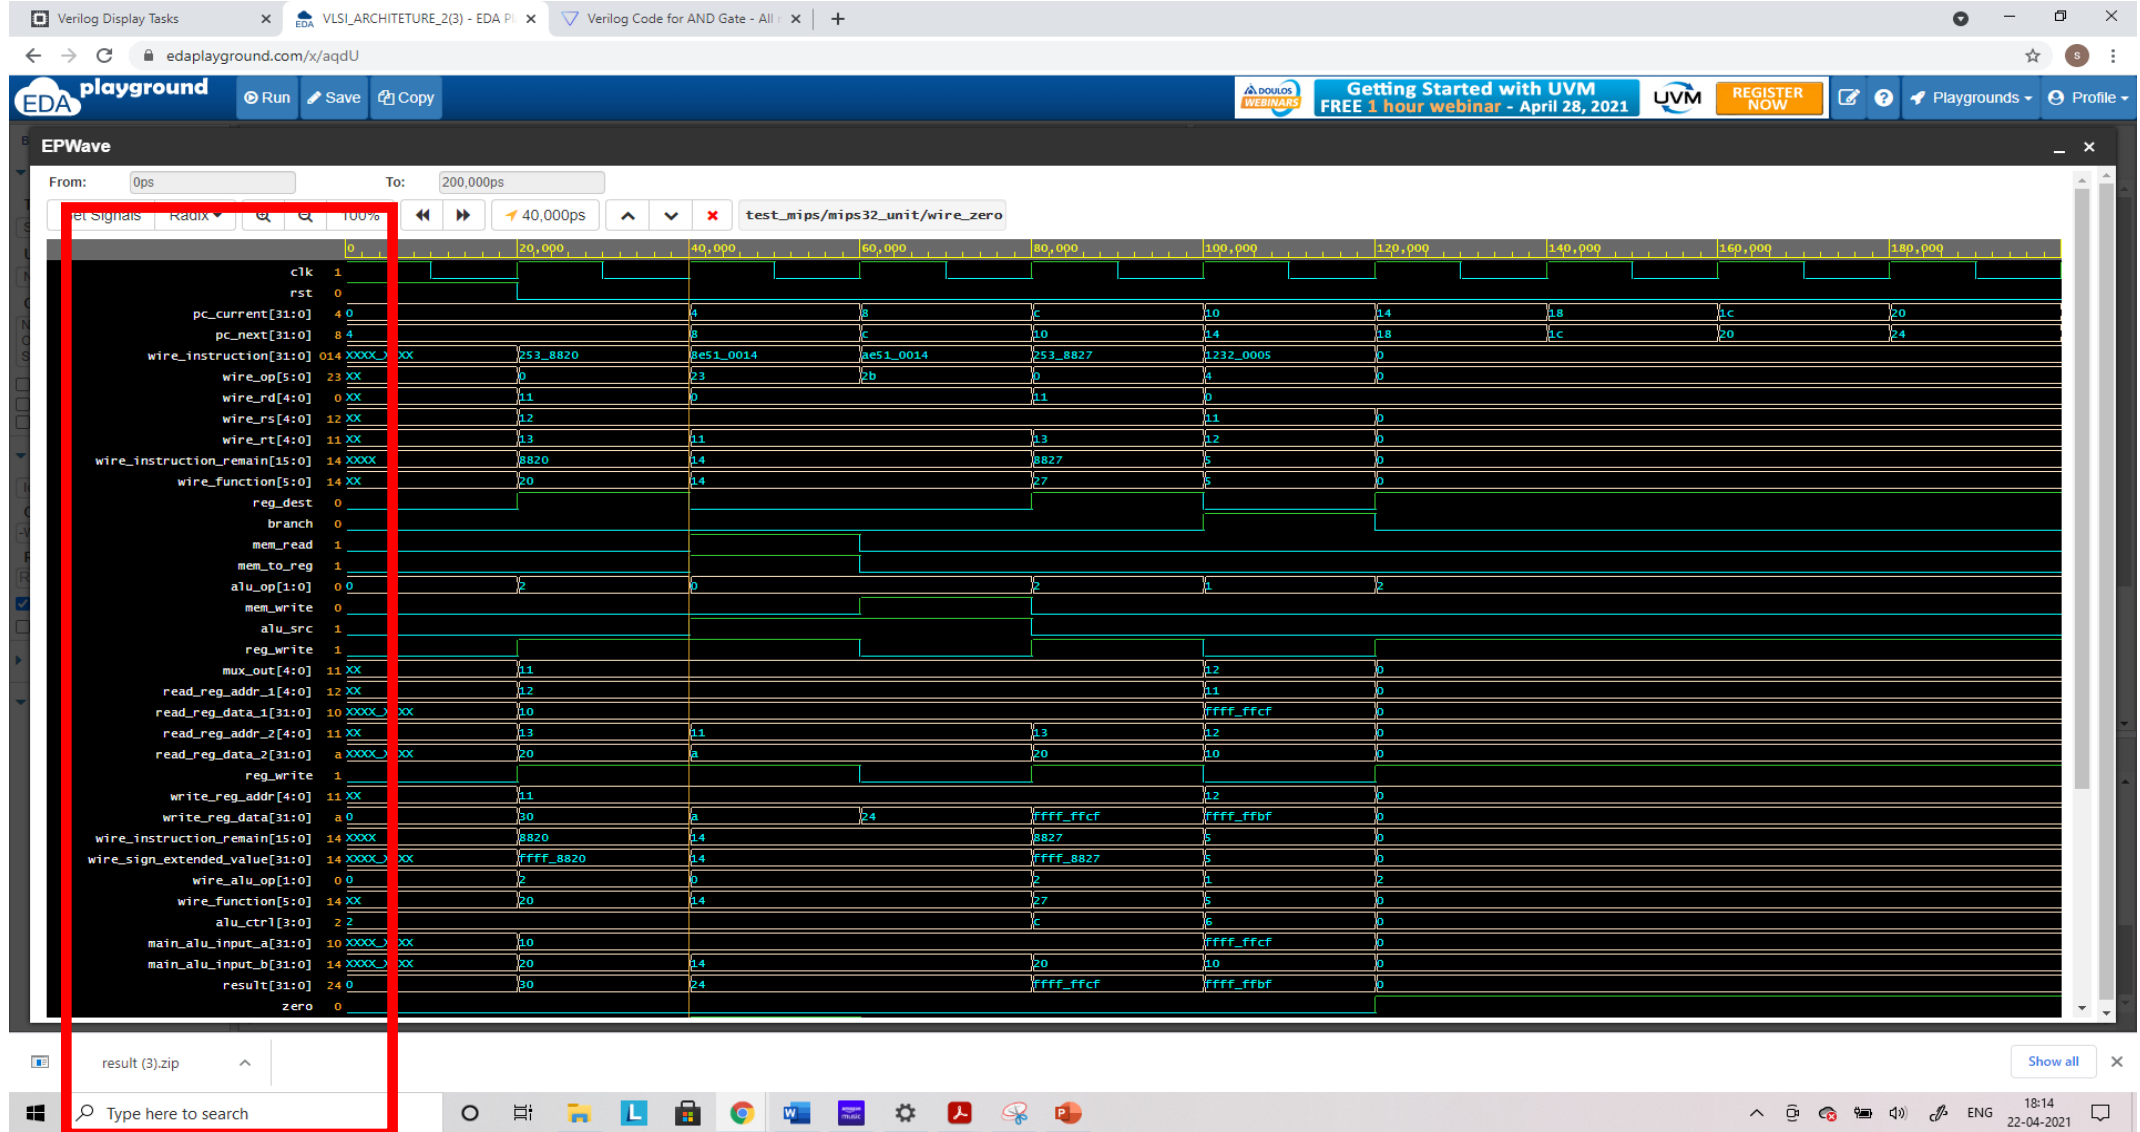 Verilog Display Tasks
VLSI_ARCHITETURE_2(3) - EDA Pl
Verilog Code for AND Gate - All
edaplayground.com/x/aqdU
S
EDA playground
Run Save Copy
DOULOS WEBINARS
Getting Started with UVM
FREE 1 hour webinar - April 28, 2021
UVM
REGISTER NOW
Playgrounds
Profile
EPWave
From: 0ps To: 200,000ps
Get Signals Radix 100% 40,000ps test_mips/mips32_unit/wire_zero
0 20,000 40,000 60,000 80,000 100,000 120,000 140,000 160,000 180,000
clk 1
rst 0
pc_current[31:0] 4 0 4 8 c 10 14 18 1c 20
pc_next[31:0] 8 4 8 c 10 14 18 1c 20 24
wire_instruction[31:0] 014 XXXX_XXXX 253_8820 8e51_0014 ae51_0014 253_8827 1232_0005 0
wire_op[5:0] 23 XX 0 23 2b 0 4 0
wire_rd[4:0] 0 XX 11 0 11 0
wire_rs[4:0] 12 XX 12 11 0
wire_rt[4:0] 11 XX 13 11 13 12 0
wire_instruction_remain[15:0] 14 XXXX 8820 14 8827 5 0
wire_function[5:0] 14 XX 20 14 27 5 0
reg_dest 0
branch 0
mem_read 1
mem_to_reg 1
alu_op[1:0] 0 0 2 0 2 1 2
mem_write 0
alu_src 1
reg_write 1
mux_out[4:0] 11 XX 11 12 0
read_reg_addr_1[4:0] 12 XX 12 11 0
read_reg_data_1[31:0] 10 XXXX_XXXX 10 ffff_ffcf 0
read_reg_addr_2[4:0] 11 XX 13 11 13 12 0
read_reg_data_2[31:0] a XXXX_XXXX 20 a 20 10 0
reg_write 1
write_reg_addr[4:0] 11 XX 11 12 0
write_reg_data[31:0] a 0 30 a 24 ffff_ffcf ffff_ffbf 0
wire_instruction_remain[15:0] 14 XXXX 8820 14 8827 5 0
wire_sign_extended_value[31:0] 14 XXXX_XXXX ffff_8820 14 ffff_8827 5 0
wire_alu_op[1:0] 0 0 2 0 2 1 2
wire_function[5:0] 14 XX 20 14 27 5 0
alu_ctrl[3:0] 2 2 c 6 0
main_alu_input_a[31:0] 10 XXXX_XXXX 10 ffff_ffcf 0
main_alu_input_b[31:0] 14 XXXX_XXXX 20 14 20 10 0
result[31:0] 24 0 30 24 ffff_ffcf ffff_ffbf 0
zero 0
result (3).zip
Show all
Type here to search
ENG
18:14
22-04-2021